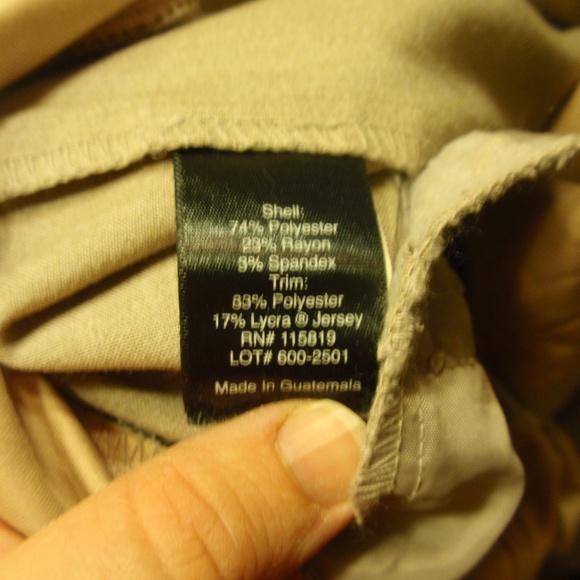 Shell:
74% Polyester
23% Rayon
3% Spandex
Trim:
83% Polyester
17% Lycra ® Jersey
RN# 115819
LOT# 600-2501
Made In Guatemala